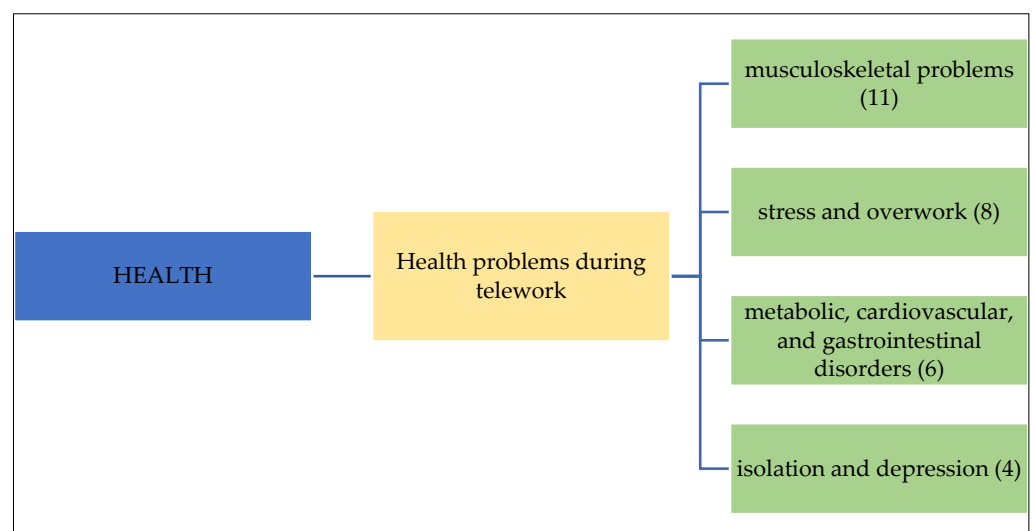 HEALTH
Health problems during
telework
musculoskeletal problems
(11)
stress and overwork (8)
metabolic, cardiovascular,
and gastrointestinal
disorders (6)
isolation and depression (4)